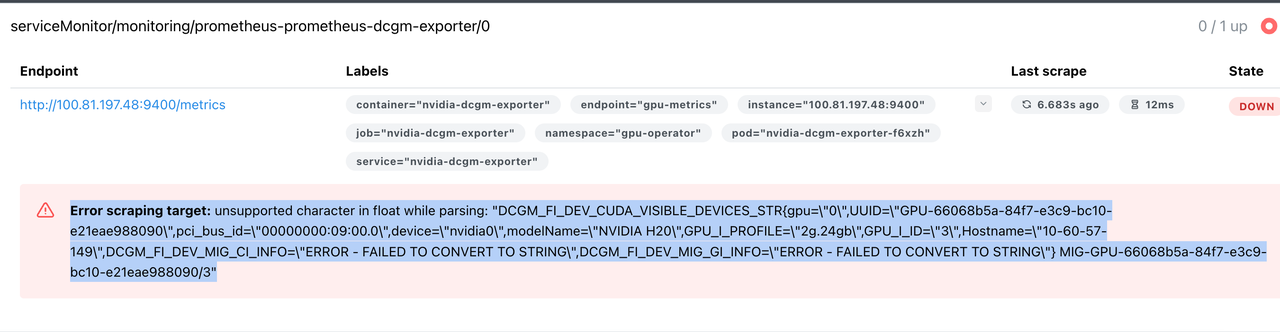 serviceMonitor/monitoring/prometheus-prometheus-dcgm-exporter/0
0 / 1 up
Endpoint Labels Last scrape State
http://100.81.197.48:9400/metrics container="nvidia-dcgm-exporter" endpoint="gpu-metrics" instance="100.81.197.48:9400" 6.683s ago 12ms DOWN
job="nvidia-dcgm-exporter" namespace="gpu-operator" pod="nvidia-dcgm-exporter-f6xzh"
service="nvidia-dcgm-exporter"
Error scraping target: unsupported character in float while parsing: "DCGM_FI_DEV_CUDA_VISIBLE_DEVICES_STR{gpu=\"0\",UUID=\"GPU-66068b5a-84f7-e3c9-bc10-
e21eae988090\",pci_bus_id=\"00000000:09:00.0\",device=\"nvidia0\",modelName=\"NVIDIA H20\",GPU_I_PROFILE=\"2g.24gb\",GPU_I_ID=\"3\",Hostname=\"10-60-57-
149\",DCGM_FI_DEV_MIG_CI_INFO=\"ERROR - FAILED TO CONVERT TO STRING\",DCGM_FI_DEV_MIG_GI_INFO=\"ERROR - FAILED TO CONVERT TO STRING\"} MIG-GPU-66068b5a-84f7-e3c9-
bc10-e21eae988090/3"